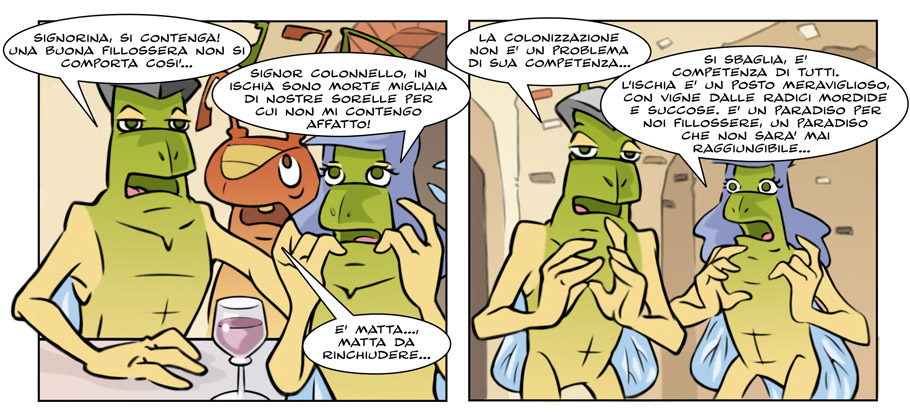 SIGNORINA, SI CONTENGA!
UNA BUONA FILLOSSERA NON SI
COMPORTA COSI'...
SIGNOR COLONNELLO, IN
ISCHIA SONO MORTE MIGLIAIA
DI NOSTRE SORELLE PER
CUI NON MI CONTENGO
AFFATTO!
E' MATTA...,
MATTA DA
RINCHIUDERE...
LA COLONIZZAZIONE
NON E' UN PROBLEMA
DI SUA COMPETENZA...
SI SBAGLIA, E'
COMPETENZA DI TUTTI.
L'ISCHIA E' UN POSTO MERAVIGLIOSO,
CON VIGNE DALLE RADICI MORDIDE
E SUCCOSE. E' UN PARADISO PER
NOI FILLOSSERE, UN PARADISO
CHE NON SARA' MAI
RAGGIUNGIBILE...